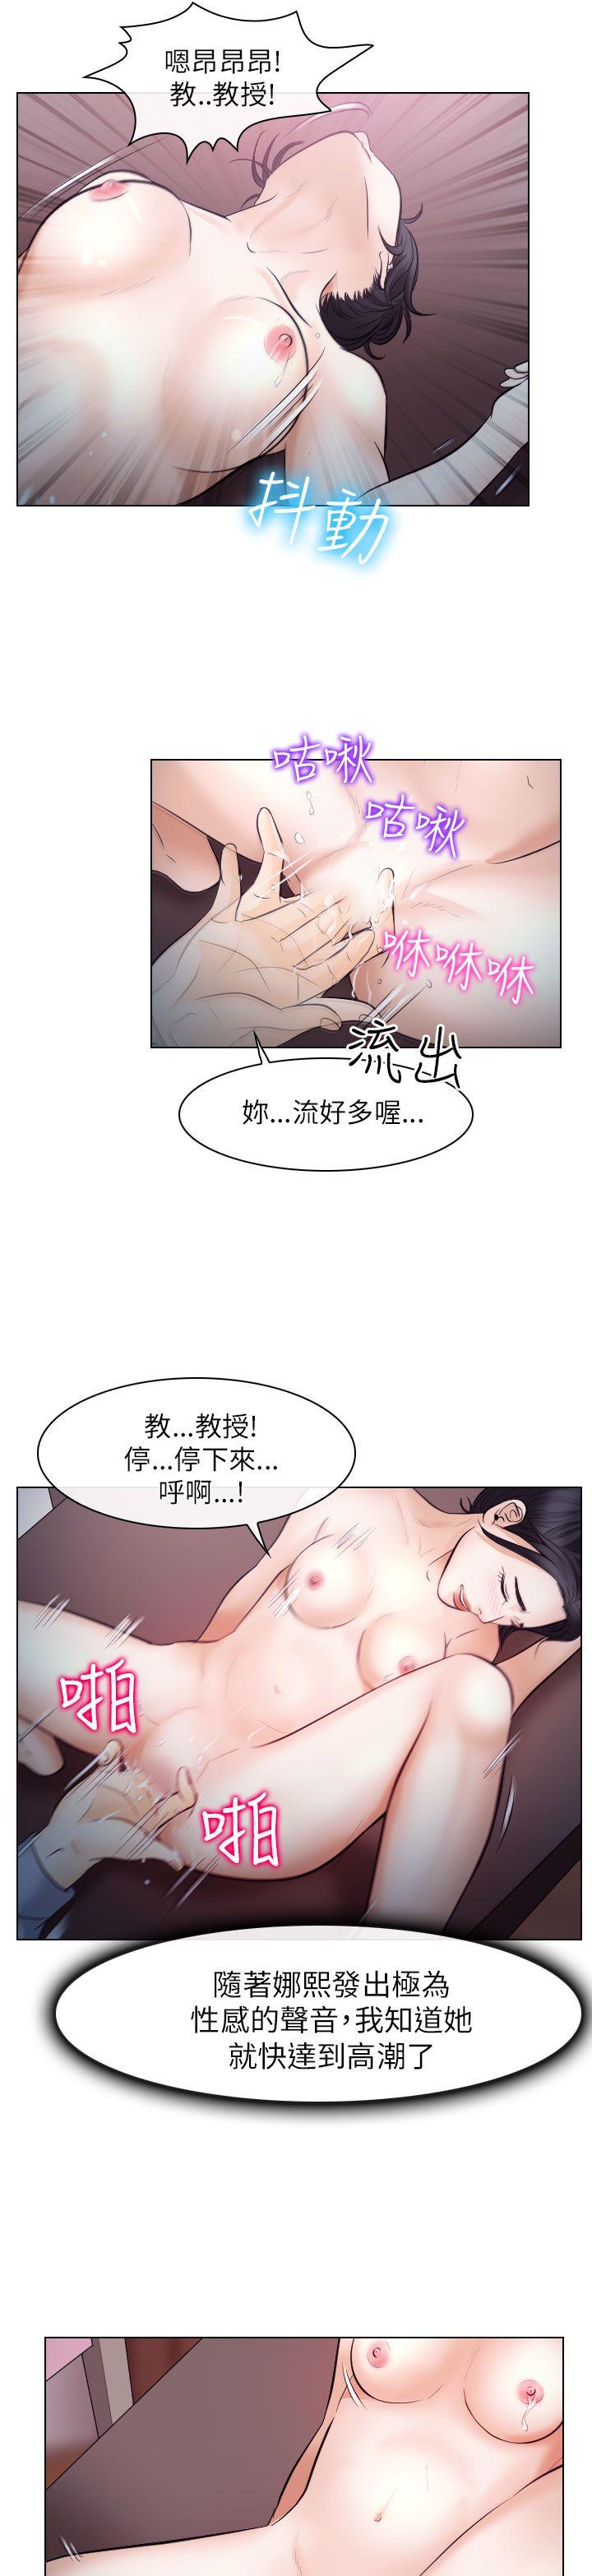 嗯昂昂昂!
教..教授!
抖動
咕啾
咕啾
咻咻咻
流出
妳...流好多喔...
教...教授!
停...停下來...
呼啊...!
啪
啪
隨著娜熙發出極為
性感的聲音,我知道她
就快達到高潮了